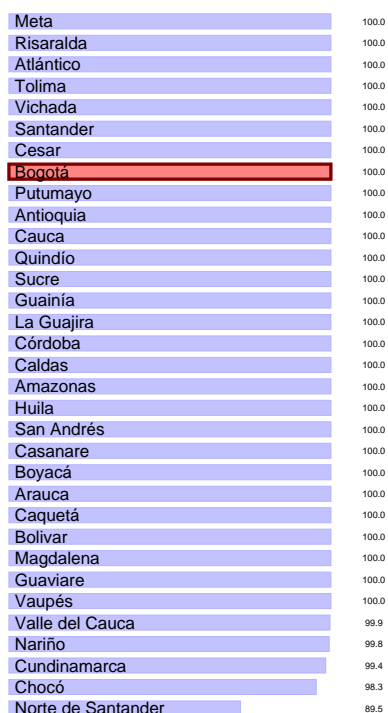 Meta 100.0
Risaralda 100.0
Atlántico 100.0
Tolima 100.0
Vichada 100.0
Santander 100.0
Cesar 100.0
Bogotá 100.0
Putumayo 100.0
Antioquia 100.0
Cauca 100.0
Quindío 100.0
Sucre 100.0
Guainía 100.0
La Guajira 100.0
Córdoba 100.0
Caldas 100.0
Amazonas 100.0
Huila 100.0
San Andrés 100.0
Casanare 100.0
Boyacá 100.0
Arauca 100.0
Caquetá 100.0
Bolivar 100.0
Magdalena 100.0
Guaviare 100.0
Vaupés 100.0
Valle del Cauca 99.9
Nariño 99.8
Cundinamarca 99.4
Chocó 98.3
Norte de Santander 89.5